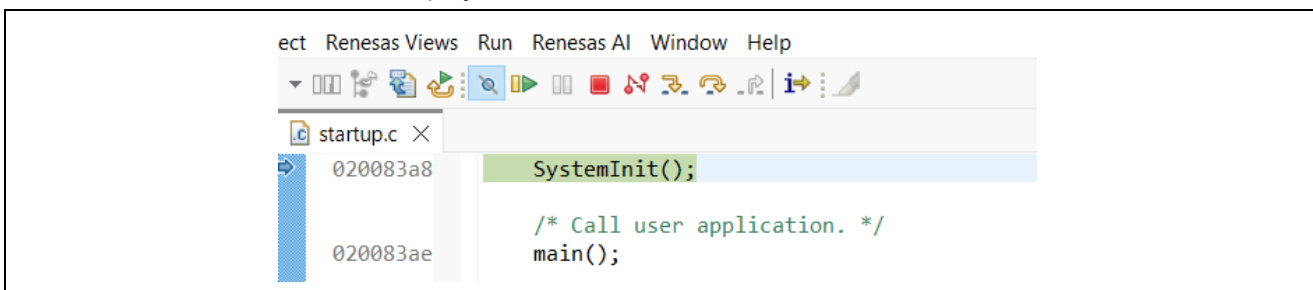 ect Renesas Views Run Renesas AI Window Help
startup.c
020083a8 SystemInit();
/* Call user application. */
020083ae main();